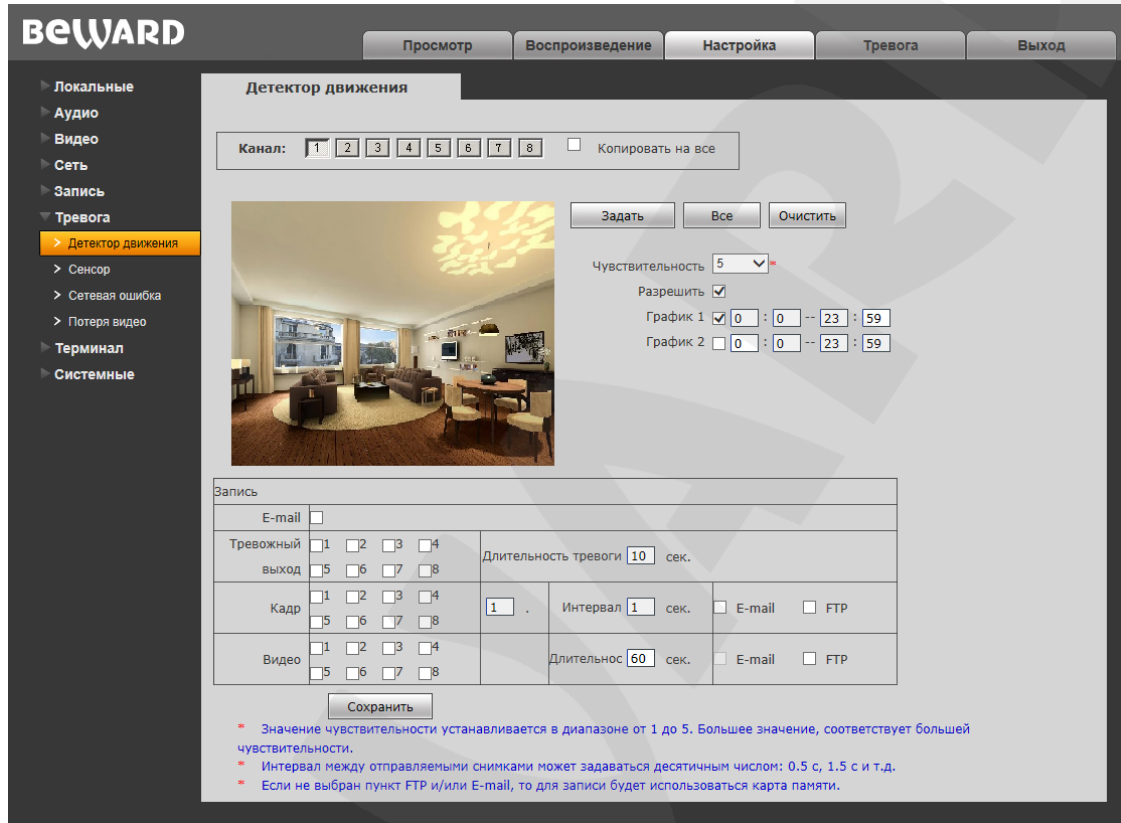 BEWARD
Просмотр Воспроизведение Настройка Тревога Выход
Локальные
Аудио
Видео
Сеть
Запись
Тревога
> Детектор движения
> Сенсор
> Сетевая ошибка
> Потеря видео
Терминал
Системные
Детектор движения
Канал: 1 2 3 4 5 6 7 8 Копировать на все
Задать Все Очистить
Чувствительность 5 *
Разрешить
График 1 0 : 0 -- 23 : 59
График 2 0 : 0 -- 23 : 59
Запись
E-mail
Тревожный выход 1 2 3 4
5 6 7 8
Длительность тревоги 10 сек.
Кадр 1 2 3 4
5 6 7 8
1 . Интервал 1 сек. E-mail FTP
Видео 1 2 3 4
5 6 7 8
Длительнос 60 сек. E-mail FTP
Сохранить
* Значение чувствительности устанавливается в диапазоне от 1 до 5. Большее значение, соответствует большей
чувствительности.
* Интервал между отправляемыми снимками может задаваться десятичным числом: 0.5 с, 1.5 с и т.д.
* Если не выбран пункт FTP и/или E-mail, то для записи будет использоваться карта памяти.